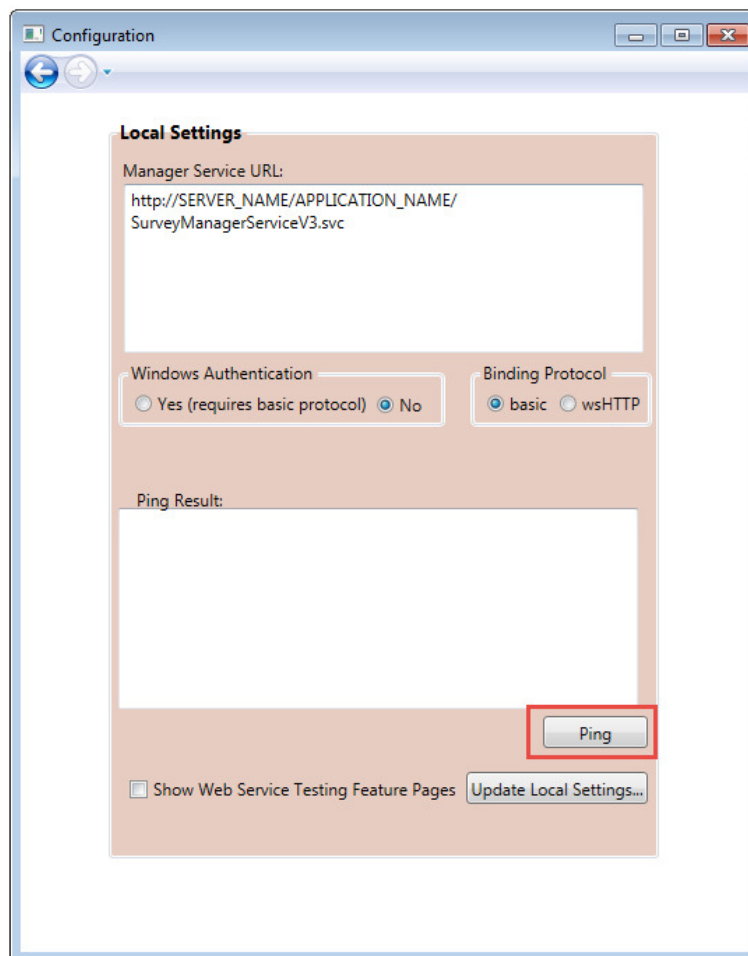 Configuration
Local Settings
Manager Service URL:
http://SERVER_NAME/APPLICATION_NAME/
SurveyManagerServiceV3.svc
Windows Authentication
Binding Protocol
Yes (requires basic protocol)
No
basic
wsHTTP
Ping Result:
Ping
Show Web Service Testing Feature Pages
Update Local Settings...